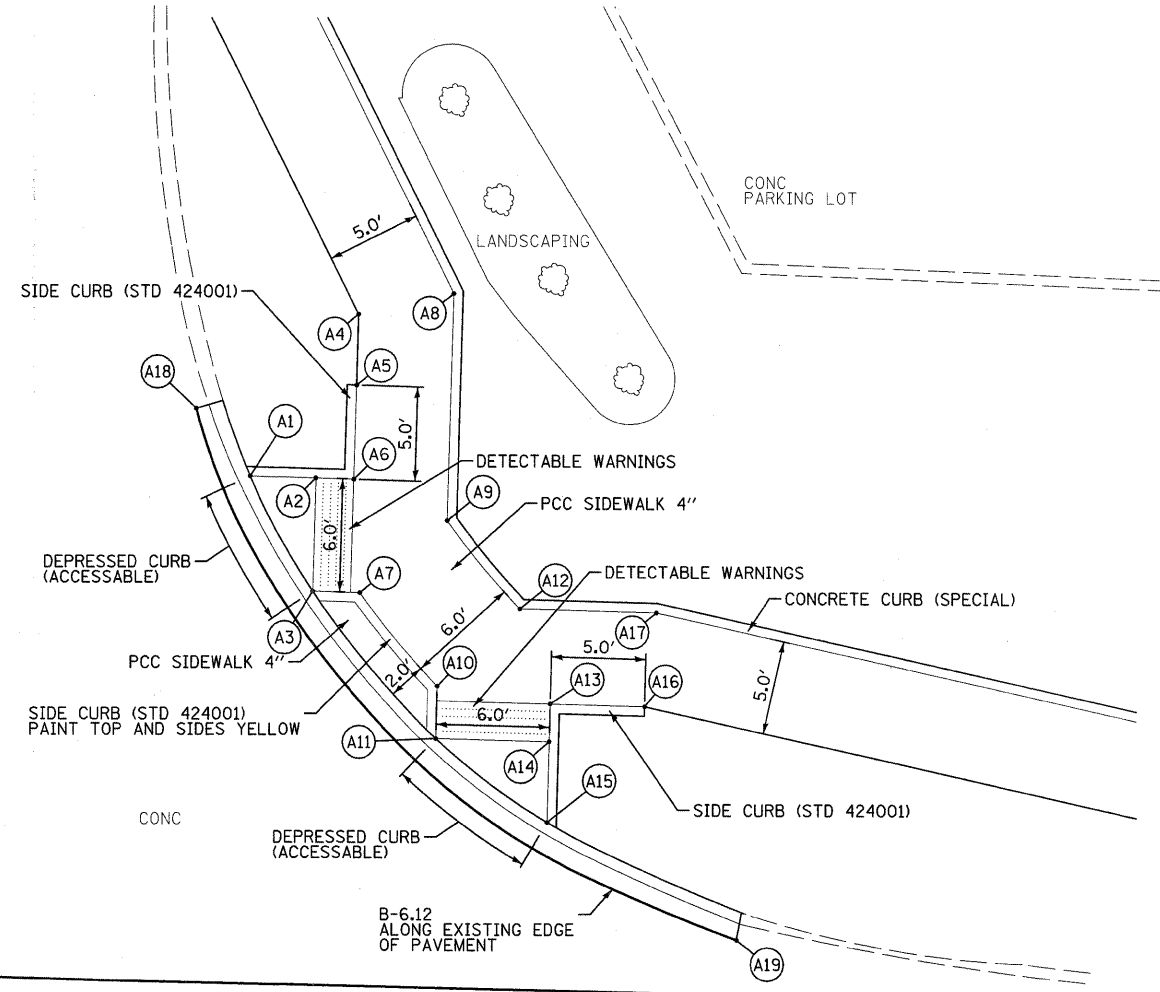 CONC
PARKING LOT
5.0'
LANDSCAPING
SIDE CURB (STD 424001)
A8
A4
A5
A18
A1
5.0'
A6
DETECTABLE WARNINGS
A2
A9
PCC SIDEWALK 4"
6.0'
DEPRESSED CURB
(ACCESSABLE)
A7
DETECTABLE WARNINGS
A12
CONCRETE CURB (SPECIAL)
A3
6.0'
A17
PCC SIDEWALK 4"
5.0'
2.0'
A10
A13
A16
5.0'
SIDE CURB (STD 424001)
PAINT TOP AND SIDES YELLOW
6.0'
A11
A14
A15
SIDE CURB (STD 424001)
CONC
DEPRESSED CURB
(ACCESSABLE)
B-6.12
ALONG EXISTING EDGE
OF PAVEMENT
A19